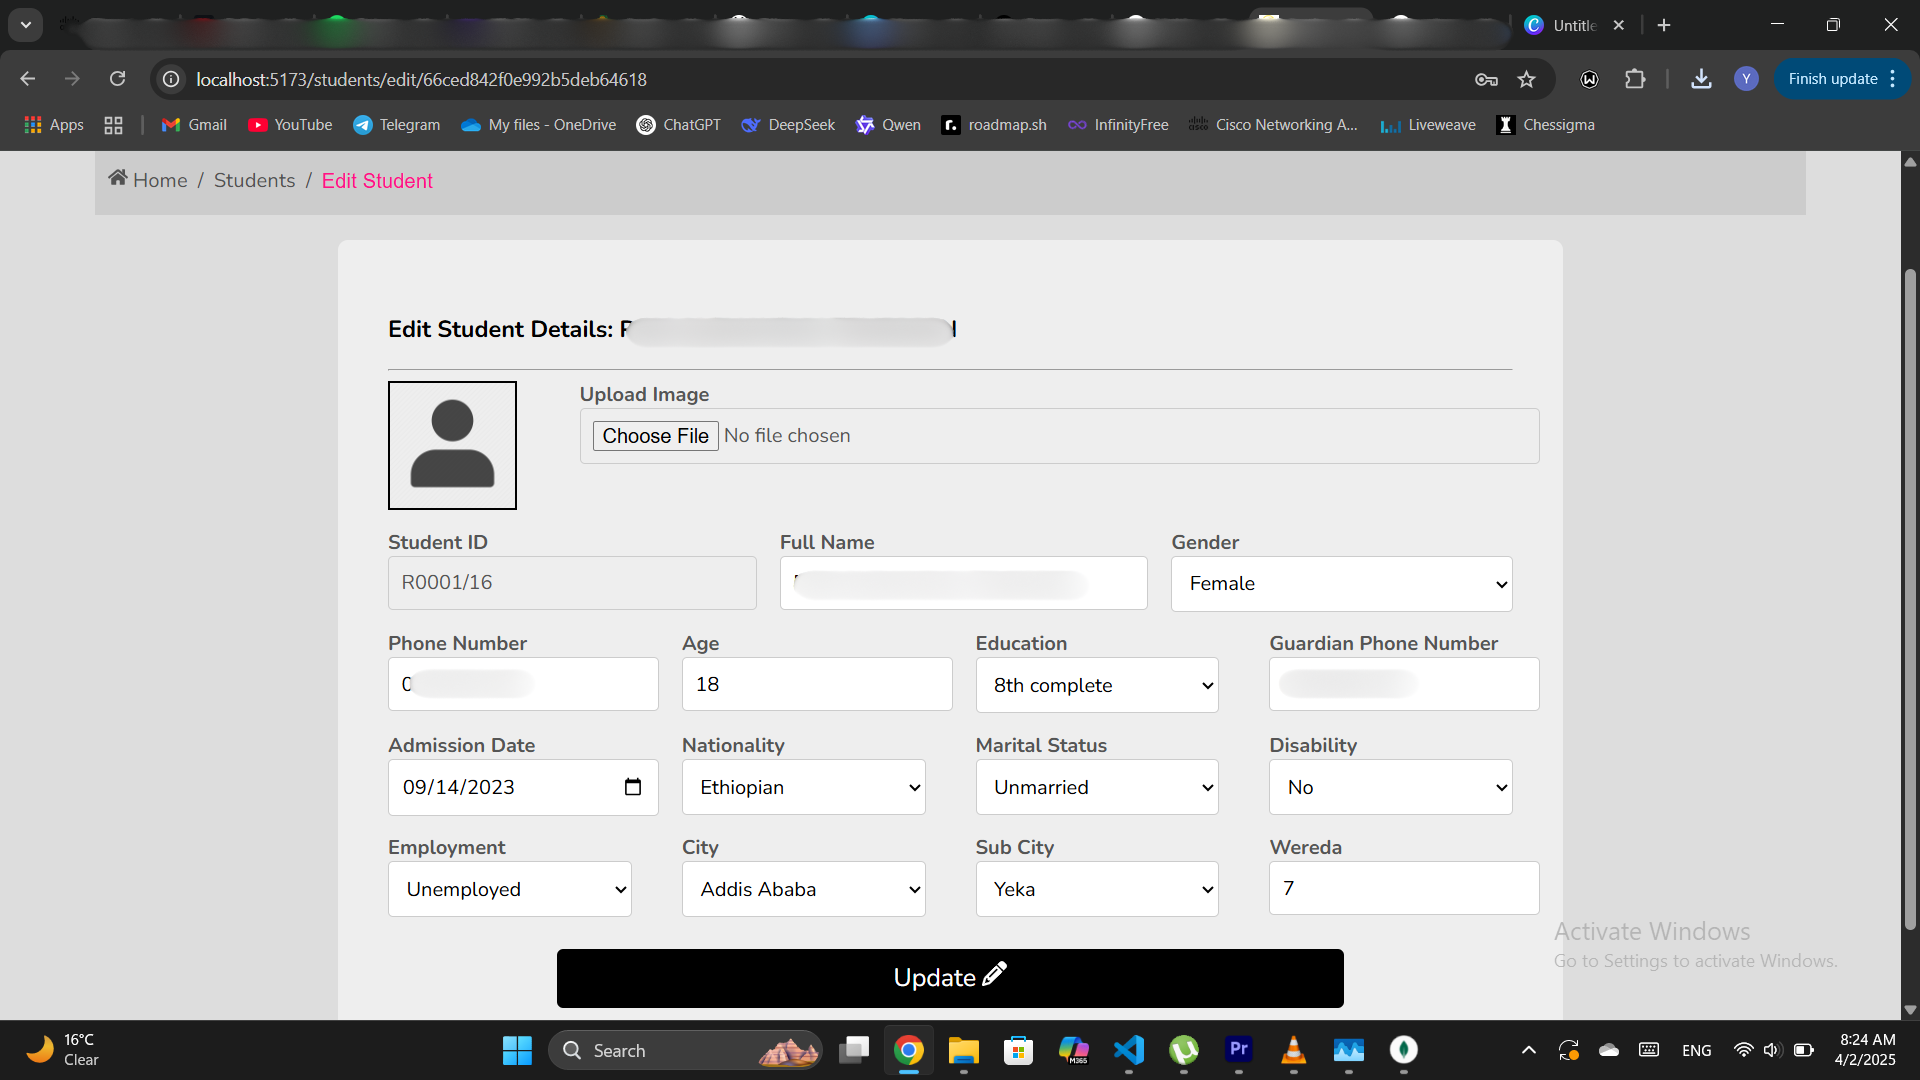 Untitle
localhost:5173/students/edit/66ced842f0e992b5deb64618
Y
Finish update
Apps
Gmail
YouTube
Telegram
My files - OneDrive
ChatGPT
DeepSeek
Qwen
roadmap.sh
InfinityFree
Cisco Networking A...
Liveweave
Chessigma
Home / Students / Edit Student
Edit Student Details:
Upload Image
Choose File No file chosen
Student ID Full Name Gender
R0001/16 Female
Phone Number Age Education Guardian Phone Number
0 18 8th complete
Admission Date Nationality Marital Status Disability
09/14/2023 Ethiopian Unmarried No
Employment City Sub City Wereda
Unemployed Addis Ababa Yeka 7
Activate Windows
Go to Settings to activate Windows.
Update
16°C
Clear
Search
M365
Pr
ENG
8:24 AM
4/2/2025